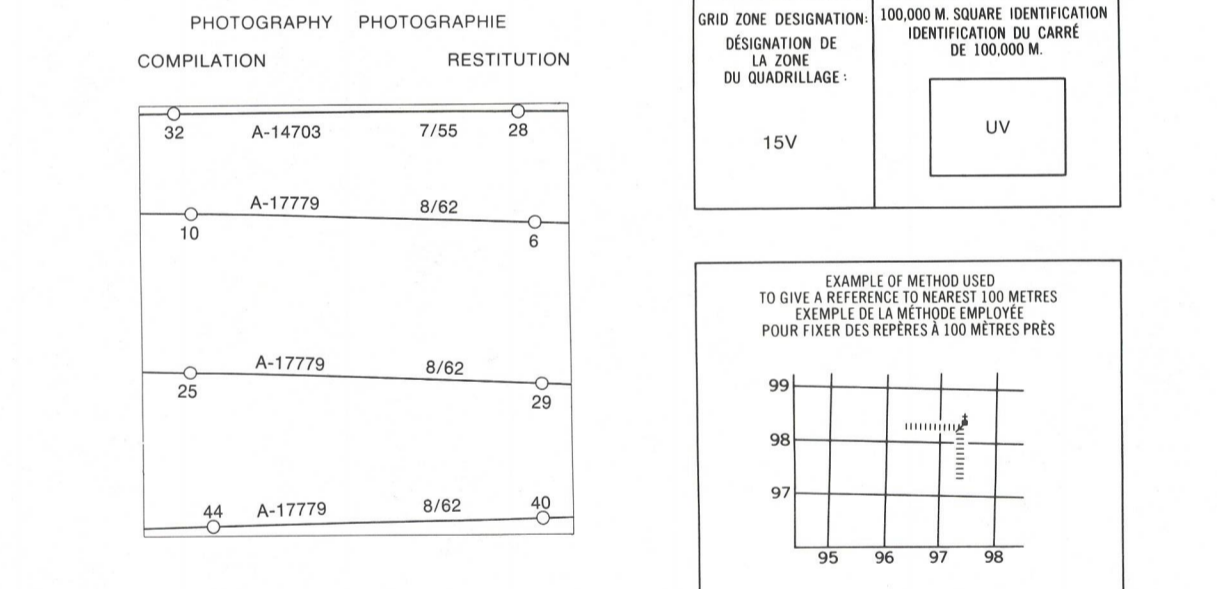 PHOTOGRAPHY PHOTOGRAPHIE
COMPILATION RESTITUTION
32 A-14703 7/55 28
A-17779 8/62
10 6
A-17779 8/62
25 29
44 A-17779 8/62 40
GRID ZONE DESIGNATION:
DÉSIGNATION DE
LA ZONE
DU QUADRILLAGE :
15V
100,000 M. SQUARE IDENTIFICATION
IDENTIFICATION DU CARRÉ
DE 100,000 M.
UV
EXAMPLE OF METHOD USED
TO GIVE A REFERENCE TO NEAREST 100 METRES
EXEMPLE DE LA MÉTHODE EMPLOYÉE
POUR FIXER DES REPÈRES À 100 MÈTRES PRÈS
99
98
97
95 96 97 98